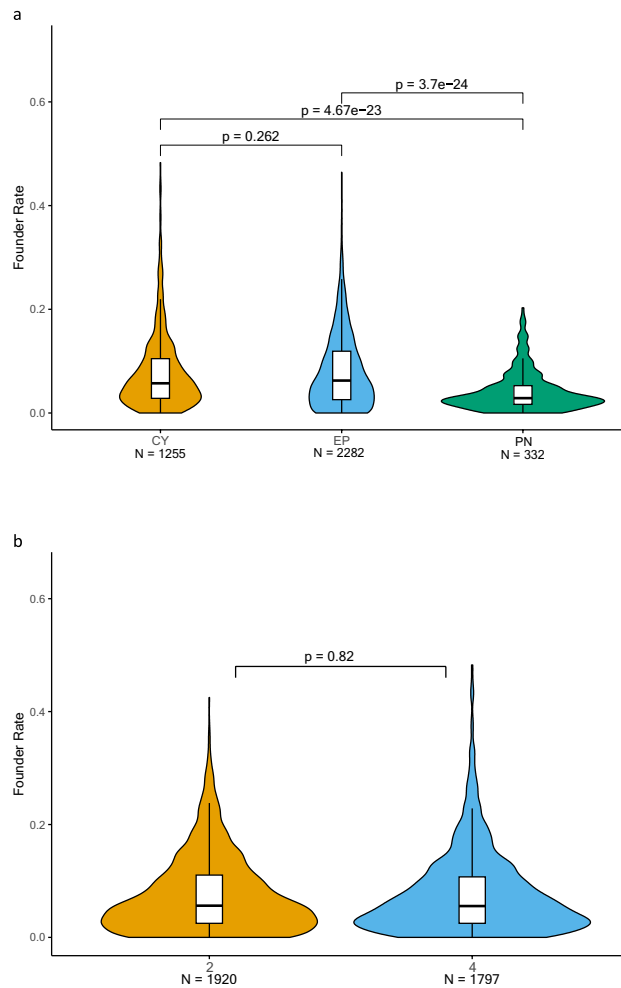 a
Founder Rate
0.6
0.4
0.2
0.0
p = 3.7e−24
p = 4.67e−23
p = 0.262
CY
EP
PN
N = 1255
N = 2282
N = 332
b
Founder Rate
0.6
0.4
0.2
0.0
p = 0.82
2
4
N = 1920
N = 1797